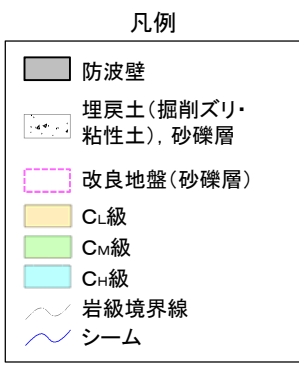 凡例
防波壁
埋戻土(掘削ズリ・
粘性土),砂礫層
改良地盤(砂礫層)
CL級
CM級
CH級
岩級境界線
シーム